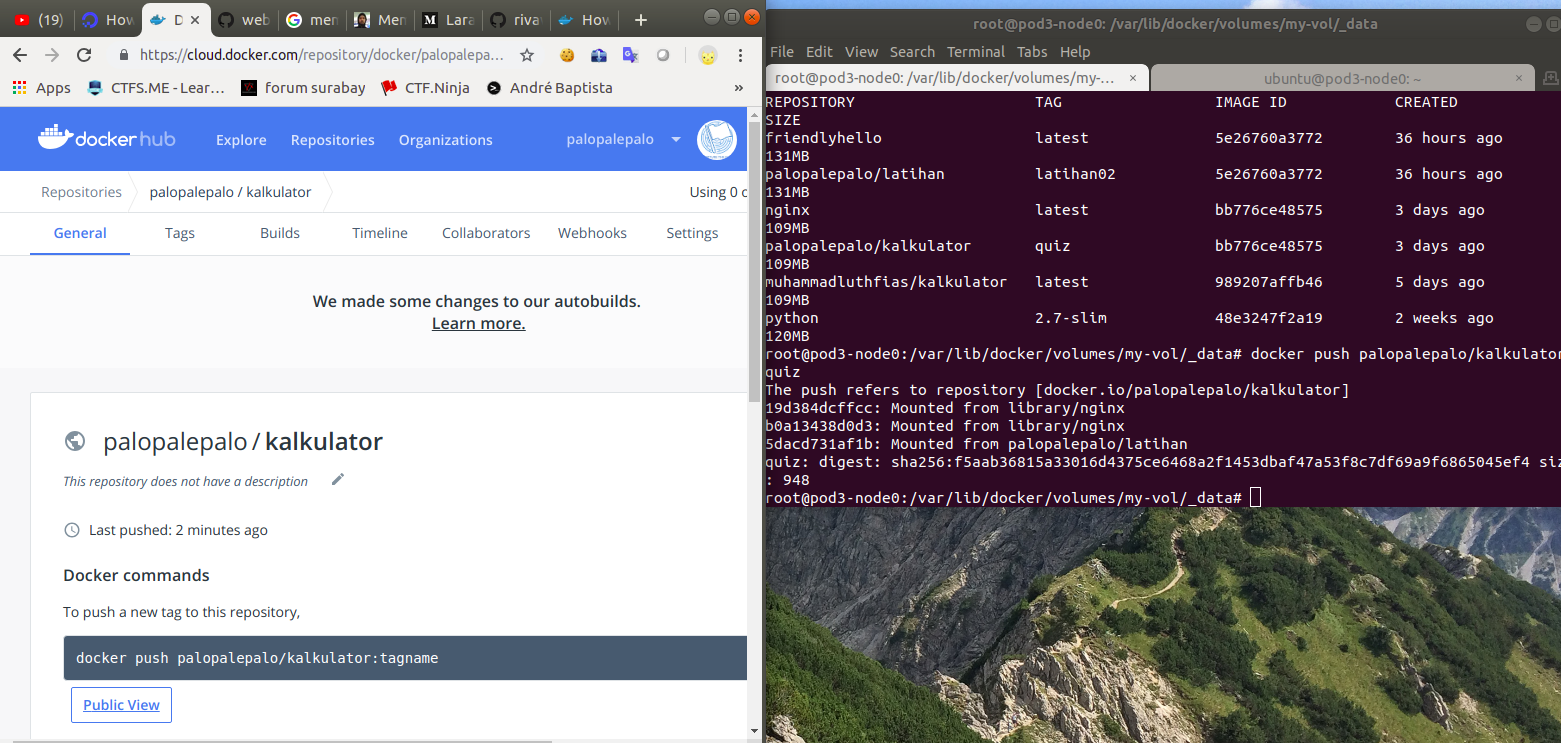 (19) How D web G men Men M Lara riva How
https://cloud.docker.com/repository/docker/palopalepa…
Apps CTFS.ME - Lear… forum surabay CTF.Ninja André Baptista »
docker hub Explore Repositories Organizations palopalepalo
Repositories palopalepalo / kalkulator Using 0 o
General Tags Builds Timeline Collaborators Webhooks Settings
We made some changes to our autobuilds.
Learn more.
palopalepalo / kalkulator
This repository does not have a description
Last pushed: 2 minutes ago
Docker commands
To push a new tag to this repository,
docker push palopalepalo/kalkulator:tagname
Public View
root@pod3-node0: /var/lib/docker/volumes/my-vol/_data
File Edit View Search Terminal Tabs Help
root@pod3-node0: /var/lib/docker/volumes/my-… × ubuntu@pod3-node0: ~ ×
REPOSITORY TAG IMAGE ID CREATED
SIZE
friendlyhello latest 5e26760a3772 36 hours ago
131MB
palopalepalo/latihan latihan02 5e26760a3772 36 hours ago
131MB
nginx latest bb776ce48575 3 days ago
109MB
palopalepalo/kalkulator quiz bb776ce48575 3 days ago
109MB
muhammadluthfias/kalkulator latest 989207affb46 5 days ago
109MB
python 2.7-slim 48e3247f2a19 2 weeks ago
120MB
root@pod3-node0:/var/lib/docker/volumes/my-vol/_data# docker push palopalepalo/kalkulator
quiz
The push refers to repository [docker.io/palopalepalo/kalkulator]
19d384dcffcc: Mounted from library/nginx
b0a13438d0d3: Mounted from library/nginx
5dacd731af1b: Mounted from palopalepalo/latihan
quiz: digest: sha256:f5aab36815a33016d4375ce6468a2f1453dbaf47a53f8c7df69a9f6865045ef4 siz
: 948
root@pod3-node0:/var/lib/docker/volumes/my-vol/_data#